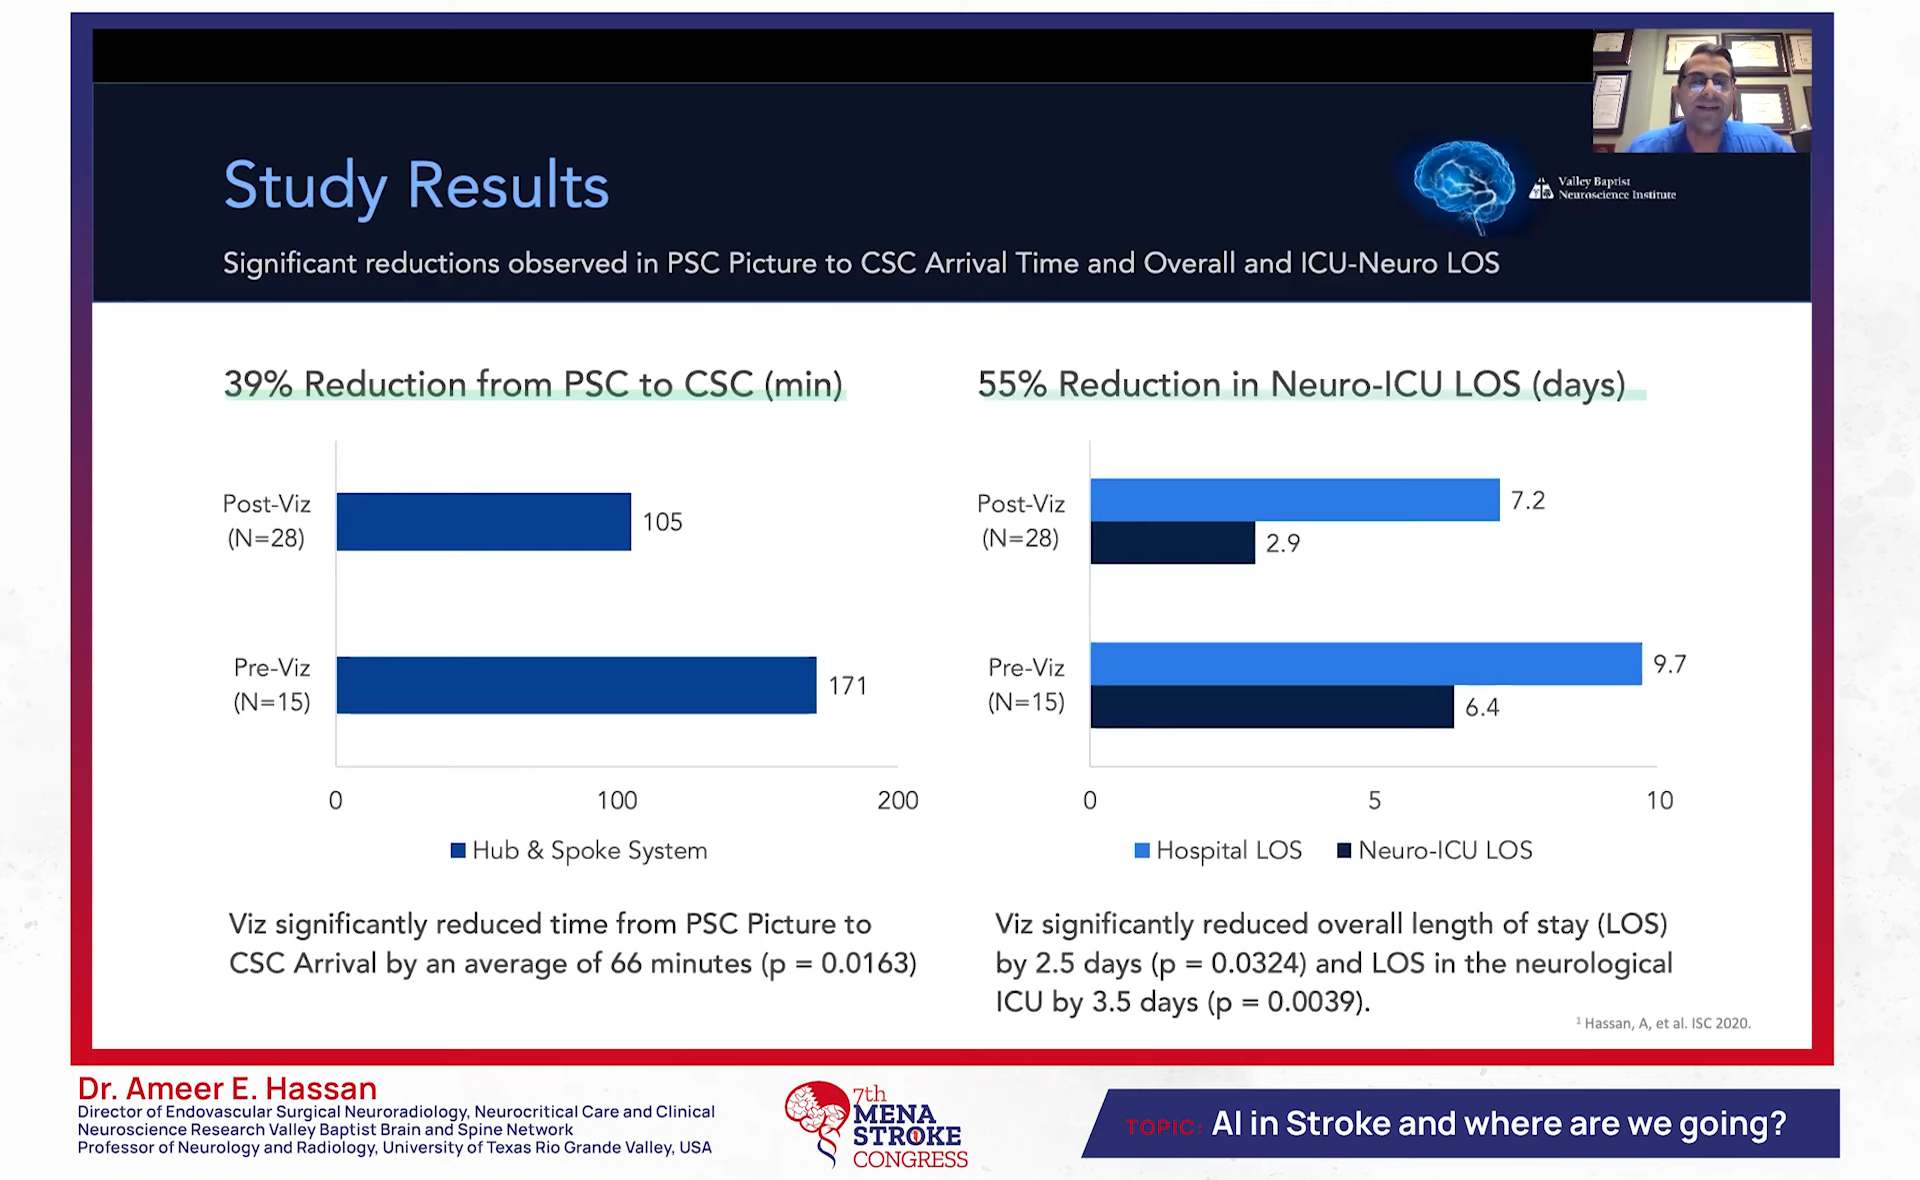 Study Results
Valley Baptist
Neuroscience Institute
Significant reductions observed in PSC Picture to CSC Arrival Time and Overall and ICU-Neuro LOS
39% Reduction from PSC to CSC (min)
Post-Viz
(N=28)
105
Pre-Viz
(N=15)
171
0 100 200
Hub & Spoke System
Viz significantly reduced time from PSC Picture to
CSC Arrival by an average of 66 minutes (p = 0.0163)
55% Reduction in Neuro-ICU LOS (days)
Post-Viz
(N=28)
7.2
2.9
Pre-Viz
(N=15)
9.7
6.4
0 5 10
Hospital LOS Neuro-ICU LOS
Viz significantly reduced overall length of stay (LOS)
by 2.5 days (p = 0.0324) and LOS in the neurological
ICU by 3.5 days (p = 0.0039).
1 Hassan, A, et al. ISC 2020.
Dr. Ameer E. Hassan
Director of Endovascular Surgical Neuroradiology, Neurocritical Care and Clinical
Neuroscience Research Valley Baptist Brain and Spine Network
Professor of Neurology and Radiology, University of Texas Rio Grande Valley, USA
7th
MENA
STROKE
CONGRESS
TOPIC: AI in Stroke and where are we going?